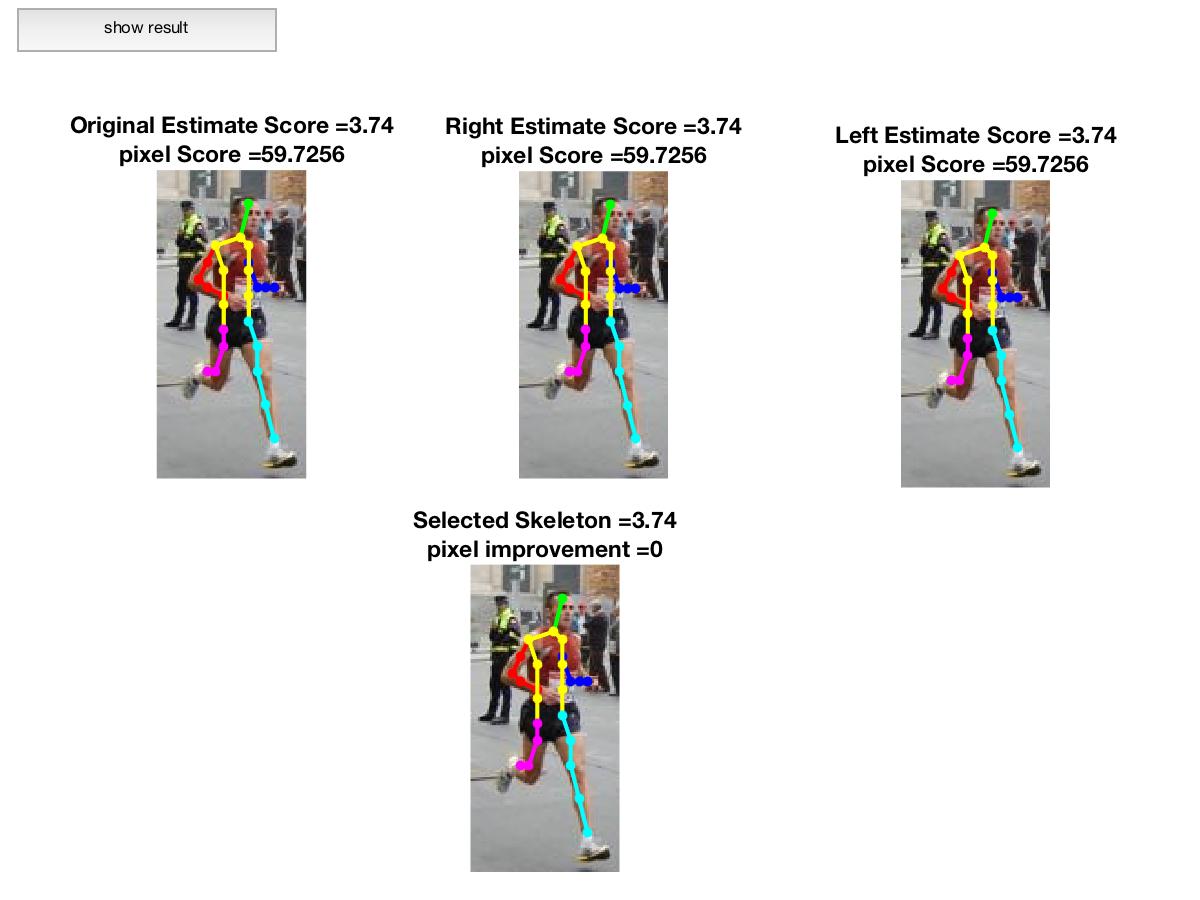 show result
Original Estimate Score =3.74
pixel Score =59.7256
Right Estimate Score =3.74
pixel Score =59.7256
Left Estimate Score =3.74
pixel Score =59.7256
Selected Skeleton =3.74
pixel improvement =0